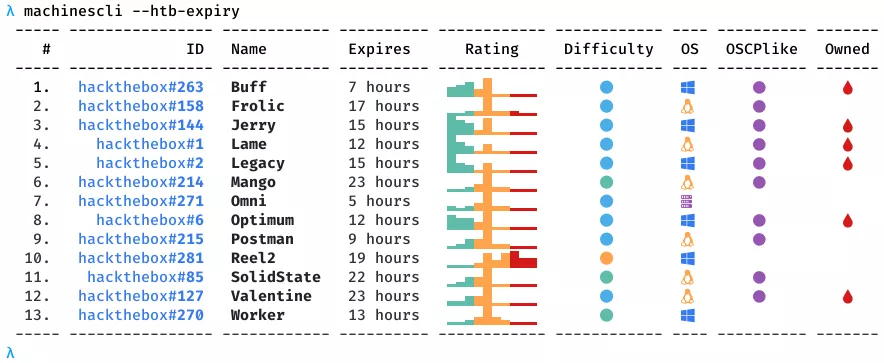 λ machinescli --htb-expiry
# ID Name Expires Rating Difficulty OS OSCPlike Owned
1. hackthebox#263 Buff 7 hours
2. hackthebox#158 Frolic 17 hours
3. hackthebox#144 Jerry 15 hours
4. hackthebox#1 Lame 12 hours
5. hackthebox#2 Legacy 15 hours
6. hackthebox#214 Mango 23 hours
7. hackthebox#271 Omni 5 hours
8. hackthebox#6 Optimum 12 hours
9. hackthebox#215 Postman 9 hours
10. hackthebox#281 Reel2 19 hours
11. hackthebox#85 SolidState 22 hours
12. hackthebox#127 Valentine 23 hours
13. hackthebox#270 Worker 13 hours
λ